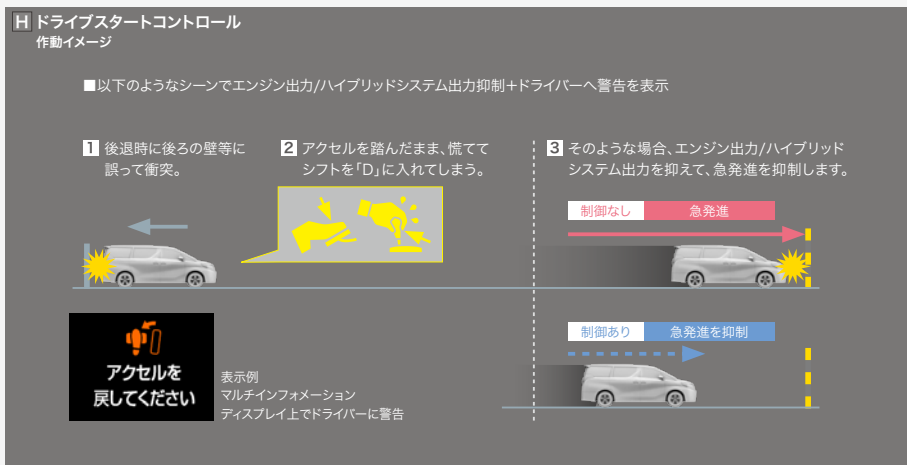 H ドライブスタートコントロール
作動イメージ
■以下のようなシーンでエンジン出力/ハイブリッドシステム出力抑制+ドライバーへ警告を表示
1 後退時に後ろの壁等に
誤って衝突。
2 アクセルを踏んだまま、慌てて
シフトを「D」に入れてしまう。
3 そのような場合、エンジン出力/ハイブリッド
システム出力を抑えて、急発進を抑制します。
制御なし 急発進
制御あり 急発進を抑制
アクセルを
戻してください
表示例
マルチインフォメーション
ディスプレイ上でドライバーに警告